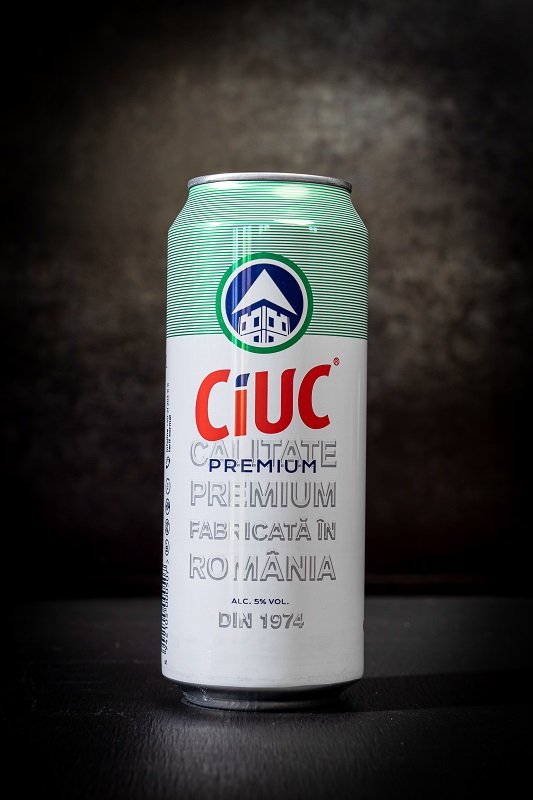 CiUC®
CALITATE
PREMIUM
PREMIUM
FABRICATĂ ÎN
ROMÂNIA
ALC. 5% VOL.
DIN 1974